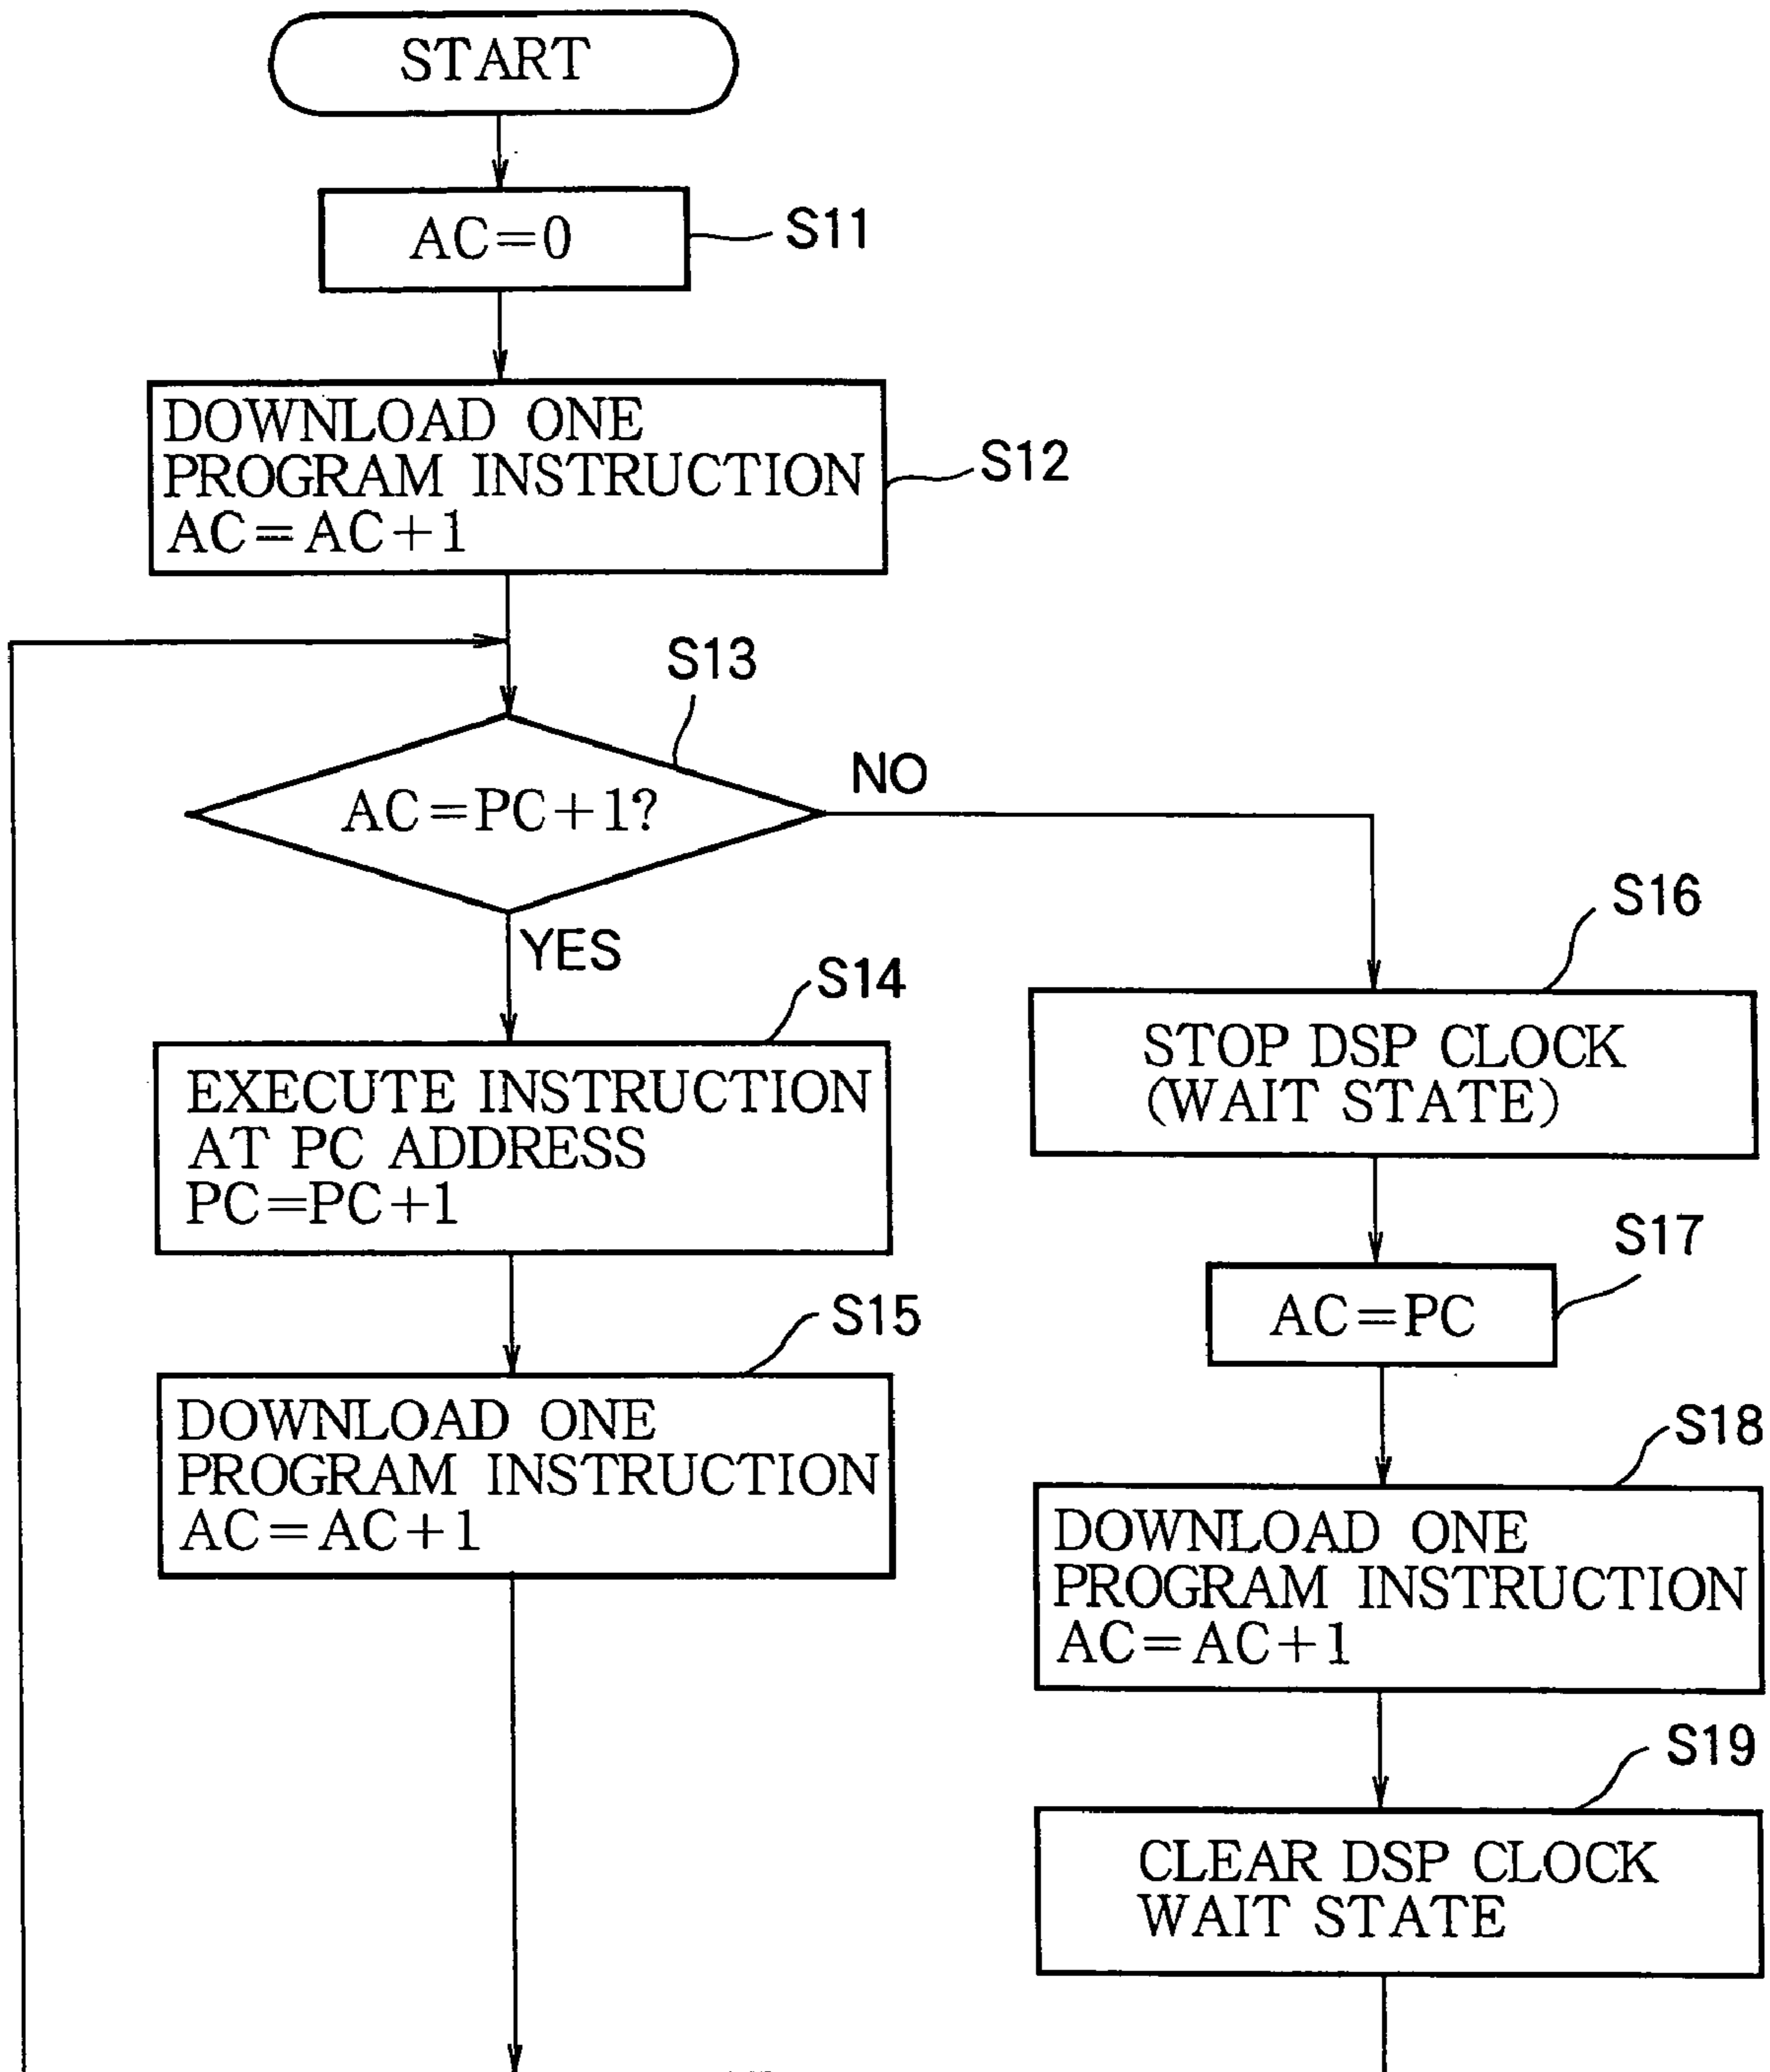 START
AC=0
S11
DOWNLOAD ONE
PROGRAM INSTRUCTION
AC=AC+1
S12
S13
AC=PC+1?
NO
YES
S14
EXECUTE INSTRUCTION
AT PC ADDRESS
PC=PC+1
S15
DOWNLOAD ONE
PROGRAM INSTRUCTION
AC=AC+1
S16
STOP DSP CLOCK
(WAIT STATE)
S17
AC=PC
S18
DOWNLOAD ONE
PROGRAM INSTRUCTION
AC=AC+1
S19
CLEAR DSP CLOCK
WAIT STATE